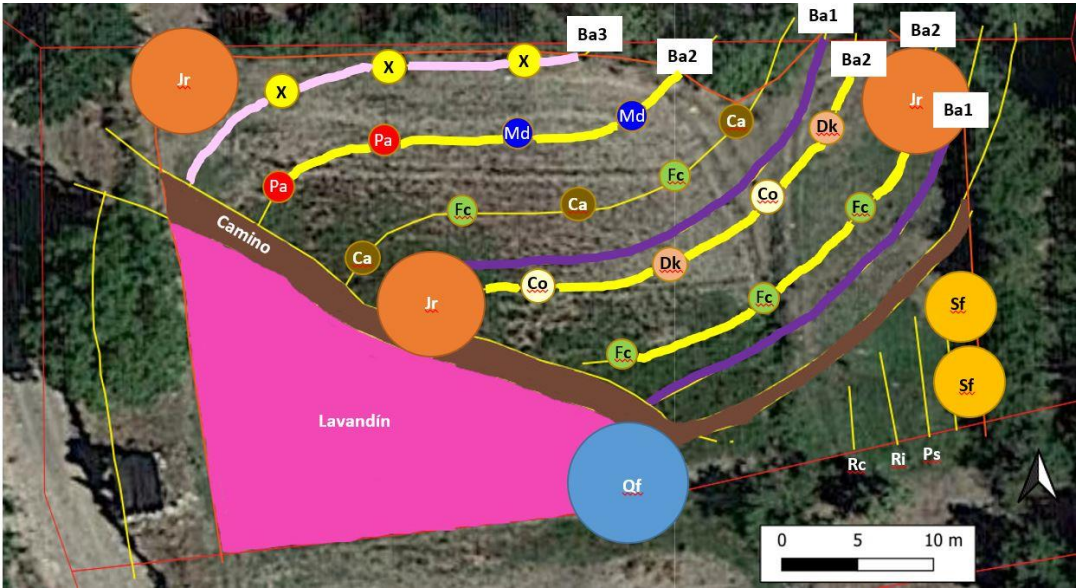 Ba1
Ba3
Ba2
Ba2
Ba2
Ba1
Jr
X
X
X
Jr
Pa
Pa
Md
Md
Ca
Dk
Ca
Fc
Ca
Fc
Co
Fc
Camino
Jr
Co
Dk
Fc
Fc
Sf
Sf
Lavandín
Rc
Ri
Ps
Qf
0 5 10 m